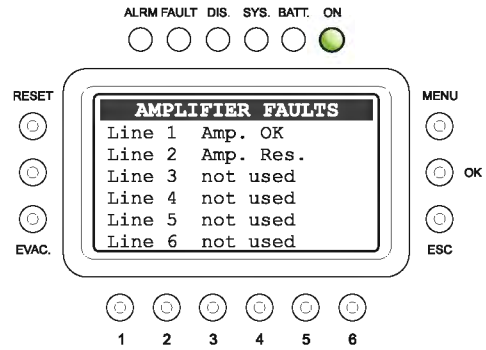 ALRM FAULT DIS. SYS. BATT. ON
RESET
MENU
AMPLIFIER FAULTS
Line 1 Amp. OK
Line 2 Amp. Res.
Line 3 not used
Line 4 not used
Line 5 not used
Line 6 not used
OK
EVAC.
ESC
1 2 3 4 5 6